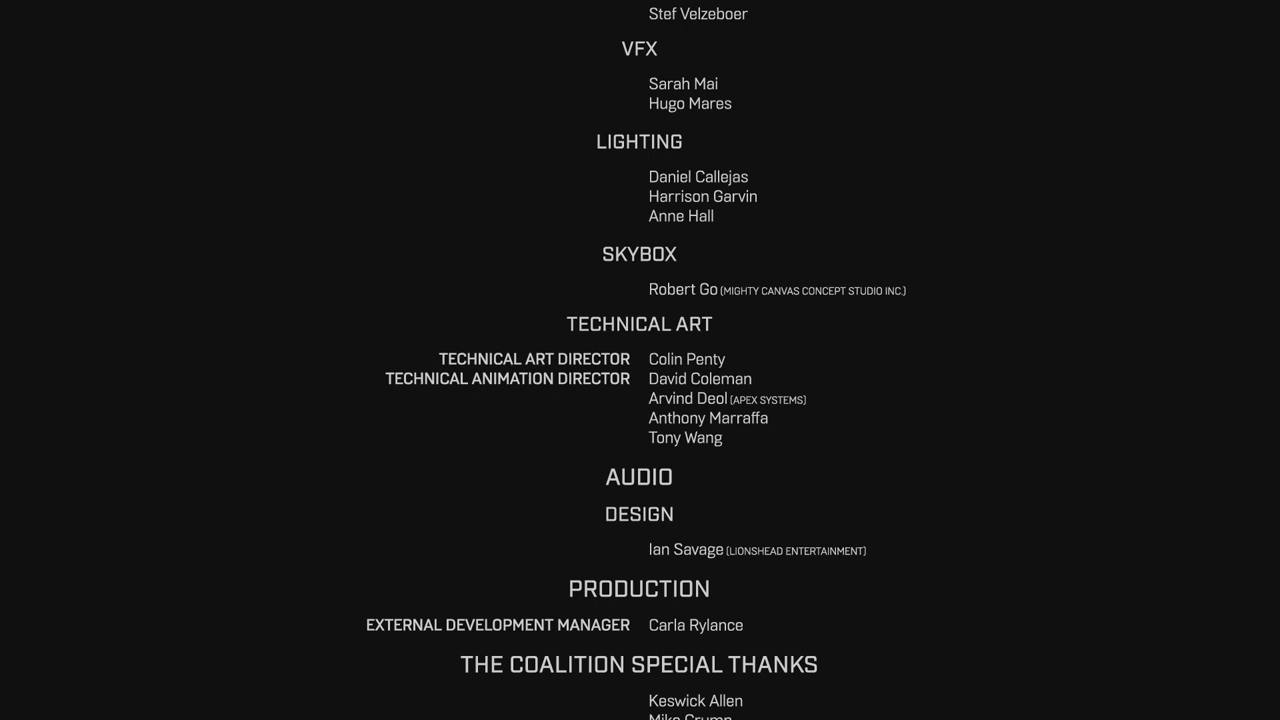 Stef Velzeboer
VFX
Sarah Mai
Hugo Mares
LIGHTING
Daniel Callejas
Harrison Garvin
Anne Hall
SKYBOX
Robert Go (MIGHTY CANVAS CONCEPT STUDIO INC.)
TECHNICAL ART
TECHNICAL ART DIRECTOR Colin Penty
TECHNICAL ANIMATION DIRECTOR David Coleman
Arvind Deol (APEX SYSTEMS)
Anthony Marraffa
Tony Wang
AUDIO
DESIGN
Ian Savage (LIONSHEAD ENTERTAINMENT)
PRODUCTION
EXTERNAL DEVELOPMENT MANAGER Carla Rylance
THE COALITION SPECIAL THANKS
Keswick Allen